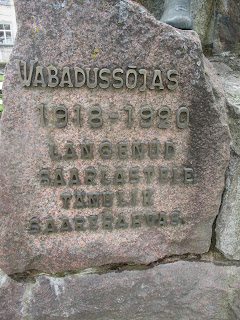 VABADUSSÕJAS
1918-1920
LANGENUD
SAARLASTELE
TÄNULIK
SAARERAHVAS.